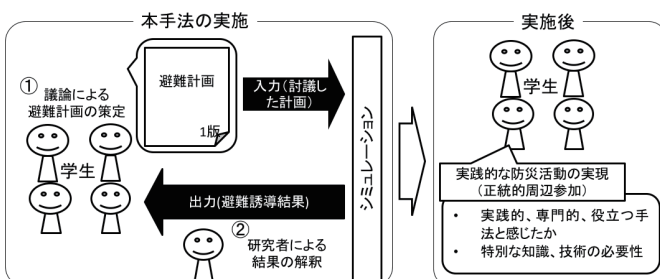 本手法の実施
① 議論による
避難計画の策定
学生
避難計画
1版
入力(討議し
た計画)
シミュレーション
出力(避難誘導結果)
② 研究者による
結果の解釈
実施後
学生
実践的な防災活動の実現
(正統的周辺参加)
• 実践的、専門的、役立つ手
法と感じたか
• 特別な知識、技術の必要性